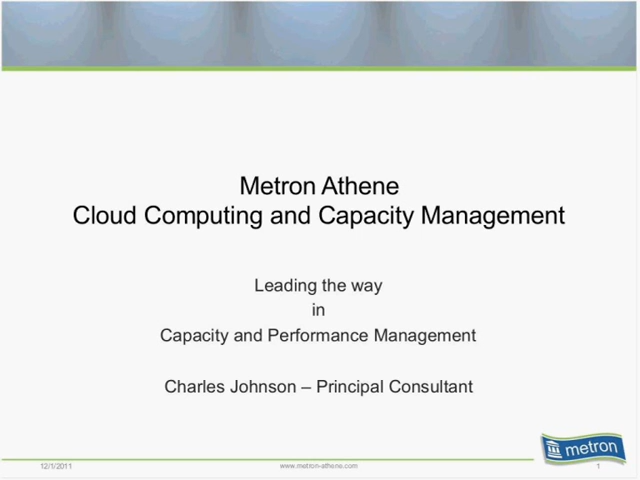 Metron Athene
Cloud Computing and Capacity Management
Leading the way
in
Capacity and Performance Management
Charles Johnson – Principal Consultant
metron
12/1/2011
www.metron-athene.com
1